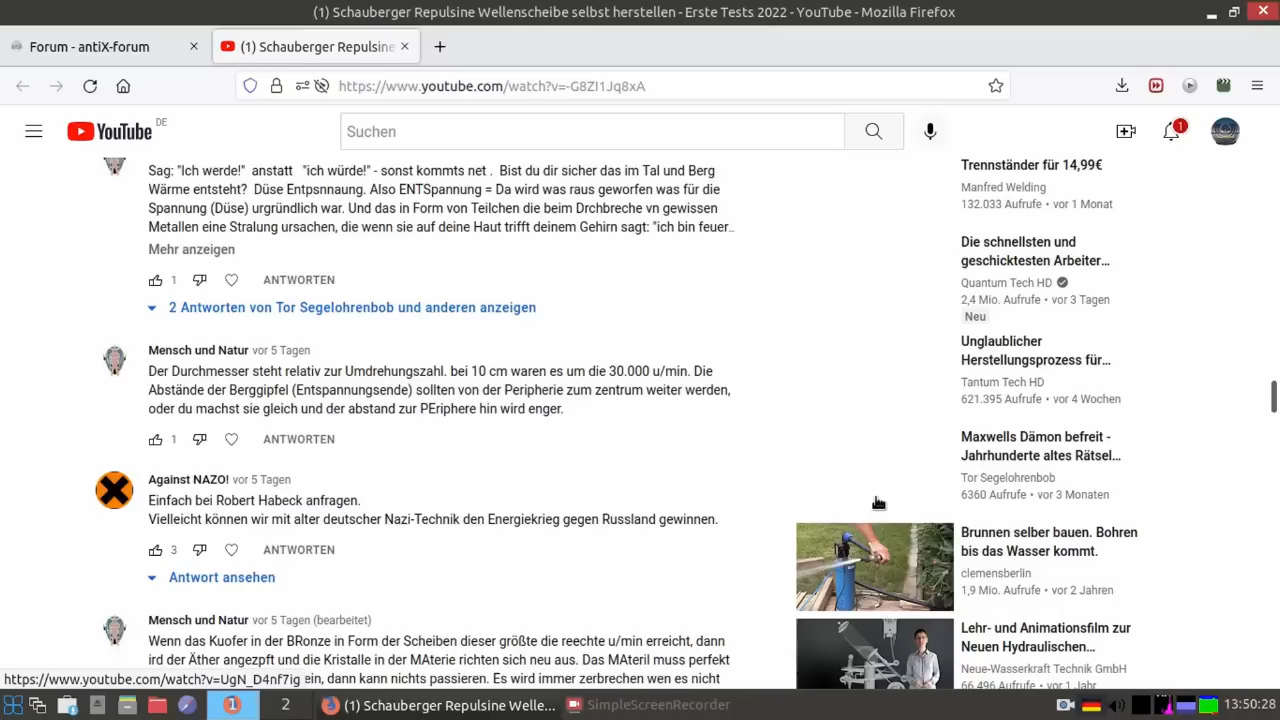 (1) Schauberger Repulsine Wellenscheibe selbst herstellen - Erste Tests 2022 - YouTube - Mozilla Firefox
Forum - antiX-forum
(1) Schauberger Repulsine
https://www.youtube.com/watch?v=-G8ZI1Jq8xA
YouTube DE
Suchen
1
Sag: "Ich werde!" anstatt "ich würde!" - sonst kommts net . Bist du dir sicher das im Tal und Berg
Wärme entsteht? Düse Entpsnnaung. Also ENTSpannung = Da wird was raus geworfen was für die
Spannung (Düse) urgründlich war. Und das in Form von Teilchen die beim Drchbreche vn gewissen
Metallen eine Stralung ursachen, die wenn sie auf deine Haut trifft deinem Gehirn sagt: "ich bin feuer…
Mehr anzeigen
1 ANTWORTEN
2 Antworten von Tor Segelohrenbob und anderen anzeigen
Mensch und Natur vor 5 Tagen
Der Durchmesser steht relativ zur Umdrehungszahl. bei 10 cm waren es um die 30.000 u/min. Die
Abstände der Berggipfel (Entspanungsende) sollten von der Peripherie zum zentrum weiter werden,
oder du machst sie gleich und der abstand zur PEriphere hin wird enger.
1 ANTWORTEN
Against NAZO! vor 5 Tagen
Einfach bei Robert Habeck anfragen.
Vielleicht können wir mit alter deutscher Nazi-Technik den Energiekrieg gegen Russland gewinnen.
3 ANTWORTEN
Antwort ansehen
Mensch und Natur vor 5 Tagen (bearbeitet)
Wenn das Kuofer in der BRonze in Form der Scheiben dieser größte die reechte u/min erreicht, dann
ird der Äther angezpft und die Kristalle in der MAterie richten sich neu aus. Das MAteril muss perfekt
ein, dann kann nichts passieren. Es wird immer zerbrechen wen es nicht
Trennständer für 14,99€
Manfred Welding
132.033 Aufrufe • vor 1 Monat
Die schnellsten und
geschicktesten Arbeiter…
Quantum Tech HD
2,4 Mio. Aufrufe • vor 3 Tagen
Neu
Unglaublicher
Herstellungsprozess für…
Tantum Tech HD
621.395 Aufrufe • vor 4 Wochen
Maxwells Dämon befreit -
Jahrhunderte altes Rätsel…
Tor Segelohrenbob
6360 Aufrufe • vor 3 Monaten
Brunnen selber bauen. Bohren
bis das Wasser kommt.
clemensberlin
1,9 Mio. Aufrufe • vor 2 Jahren
Lehr- und Animationsfilm zur
Neuen Hydraulischen…
Neue-Wasserkraft Technik GmbH
66.496 Aufrufe • vor 1 Jahr
https://www.youtube.com/watch?v=UgN_D4nf7ig
1
2
(1) Schauberger Repulsine Welle...
SimpleScreenRecorder
13:50:28